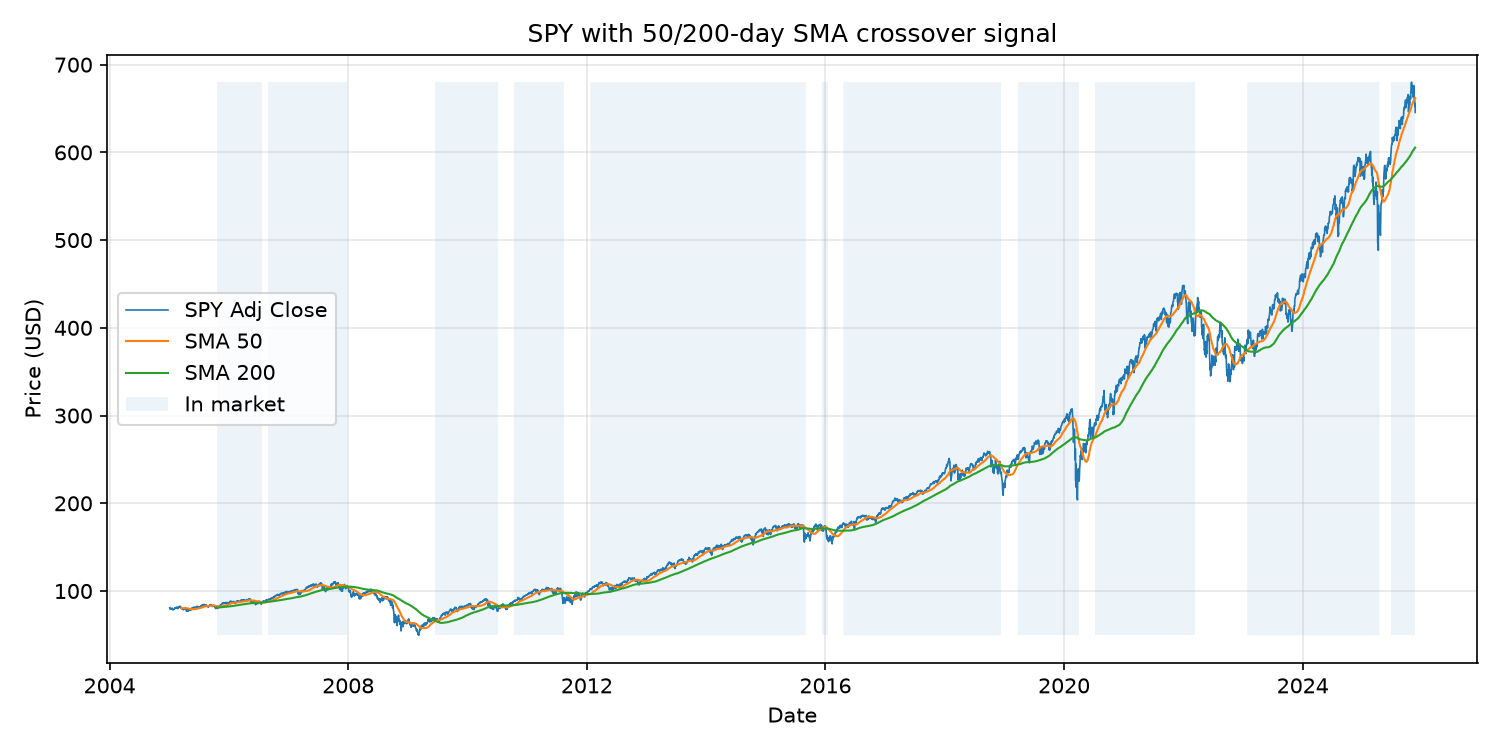 SPY with 50/200-day SMA crossover signal
Price (USD)
700
600
500
400
300
200
100
SPY Adj Close
SMA 50
SMA 200
In market
2004 2008 2012 2016 2020 2024
Date